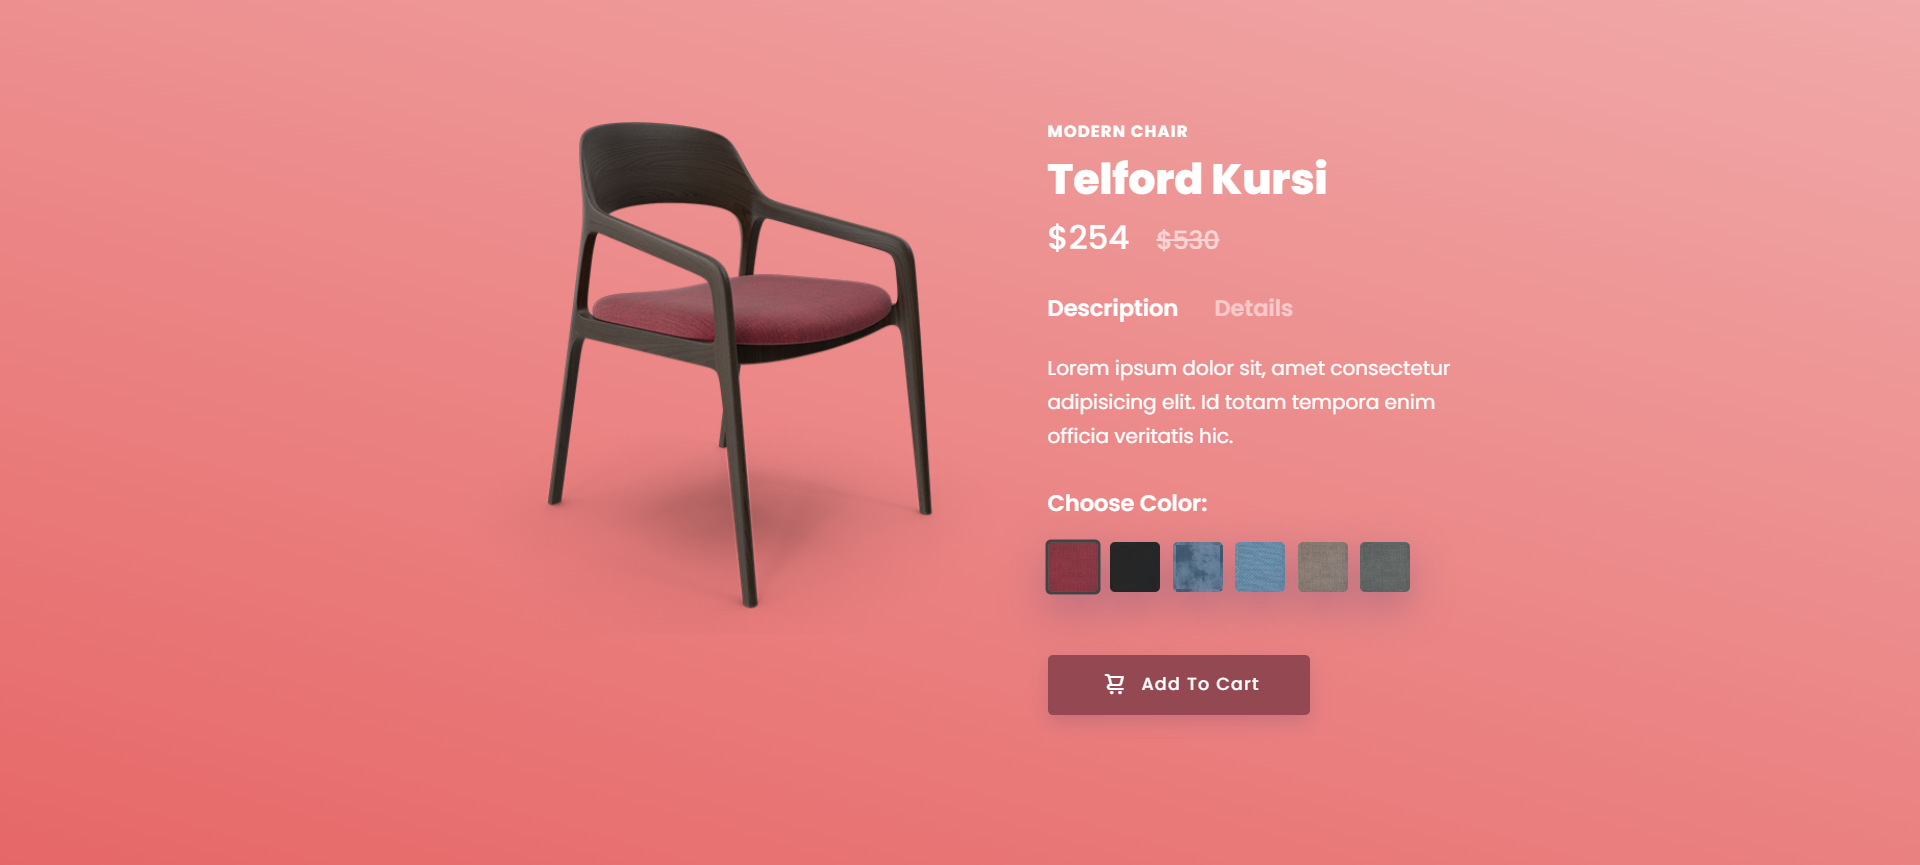 MODERN CHAIR
Telford Kursi
$254 $530
Description Details
Lorem ipsum dolor sit, amet consectetur
adipisicing elit. Id totam tempora enim
officia veritatis hic.
Choose Color:
Add To Cart